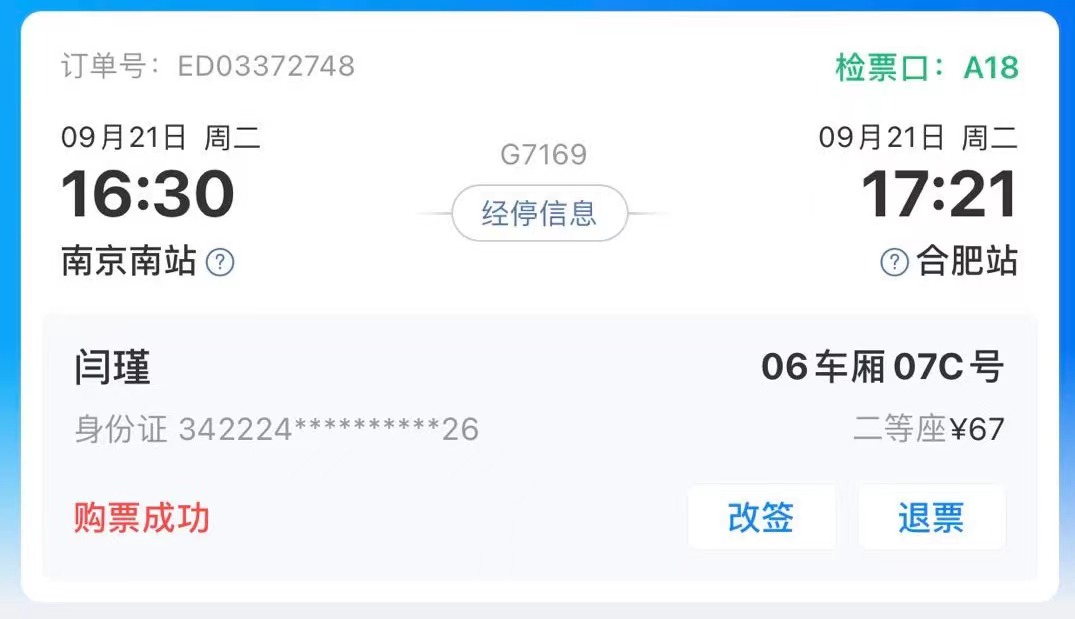 订单号：ED03372748 检票口：A18
09月21日 周二 G7169 09月21日 周二
16:30 经停信息 17:21
南京南站 ? ? 合肥站
闫瑾 06车厢07C号
身份证 342224**********26 二等座¥67
购票成功 改签 退票